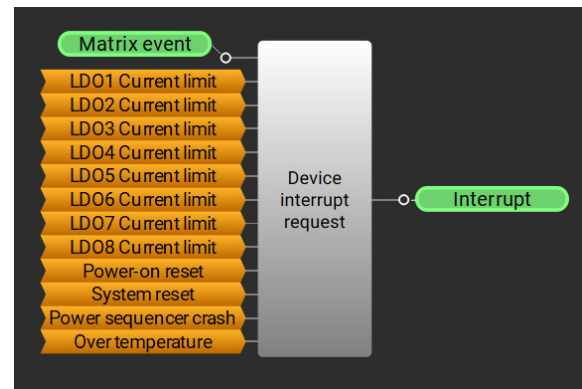 Matrix event
LDO1 Current limit
LDO2 Current limit
LDO3 Current limit
LDO4 Current limit
LDO5 Current limit
LDO6 Current limit
LDO7 Current limit
LDO8 Current limit
Power-on reset
System reset
Power sequencer crash
Over temperature
Device
interrupt
request
Interrupt